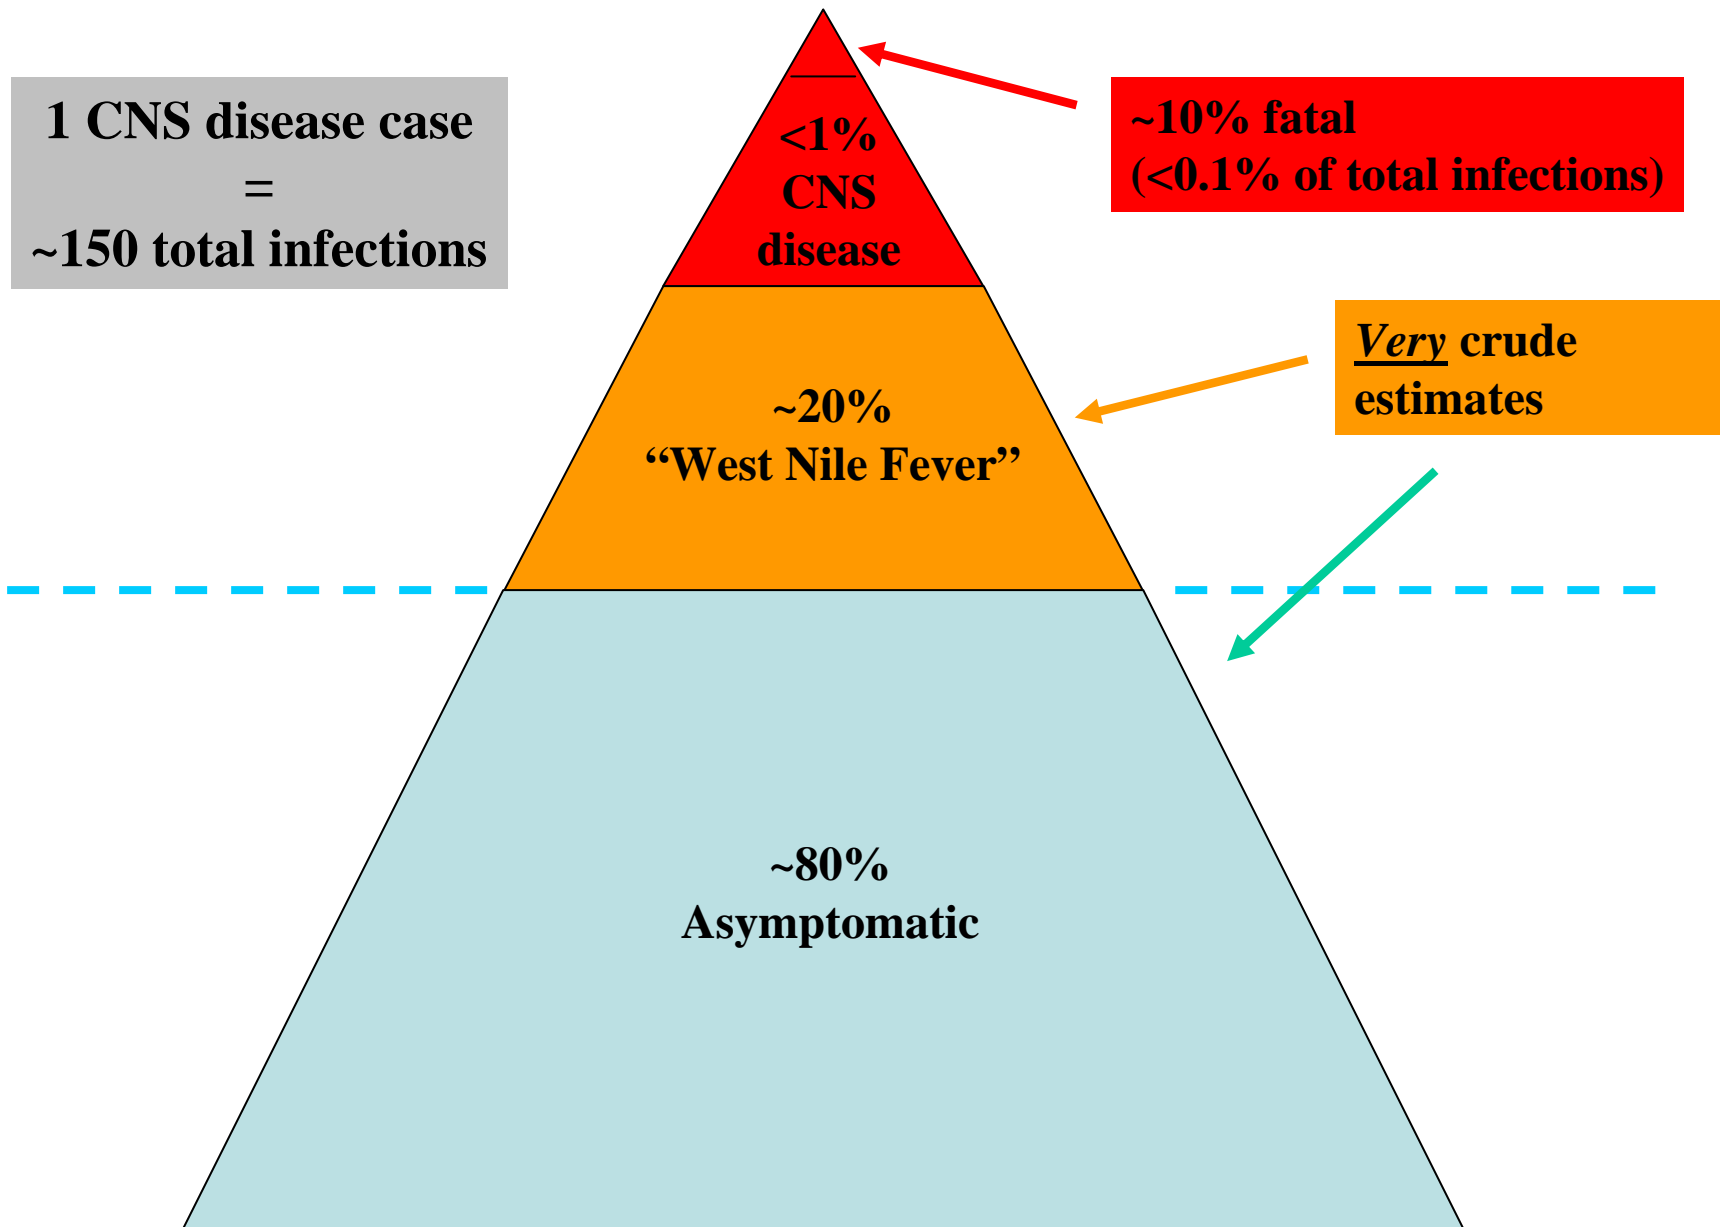 1 CNS disease case
=
~150 total infections
<1%
CNS
disease
~10% fatal
(<0.1% of total infections)
Very crude
estimates
~20%
“West Nile Fever”
~80%
Asymptomatic